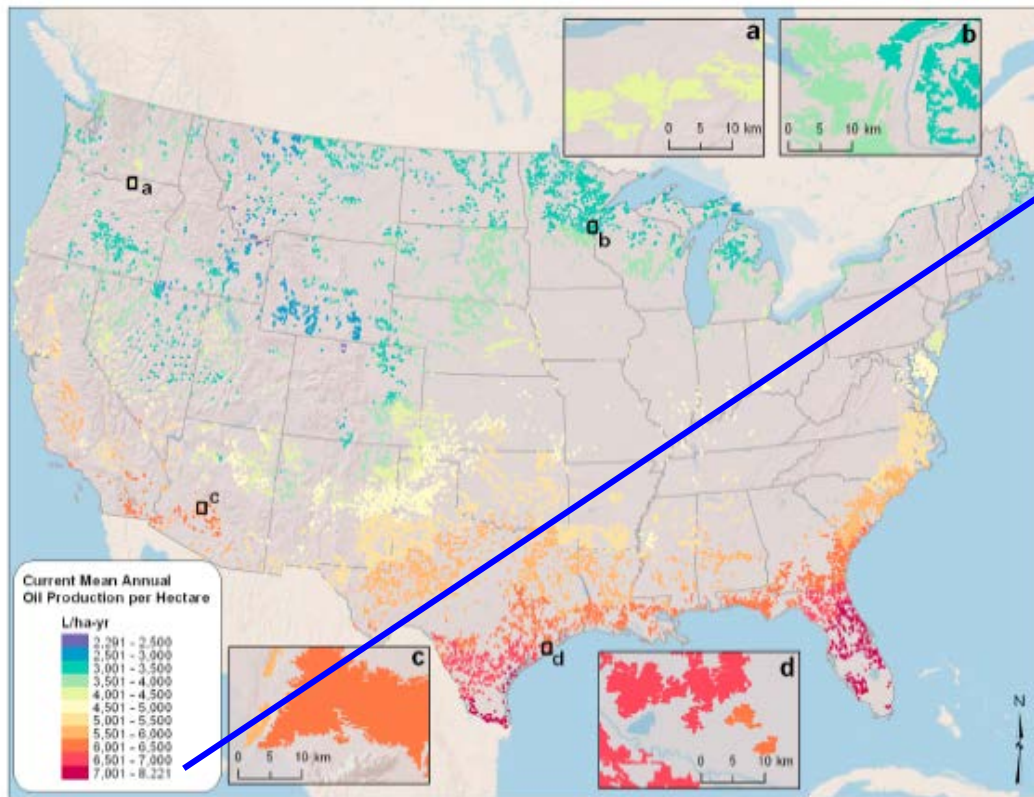 a
0 5 10 km
b
0 5 10 km
a
b
c
d
Current Mean Annual
Oil Production per Hectare
L/ha-yr
2,291 - 2,500
2,501 - 3,000
3,001 - 3,500
3,501 - 4,000
4,001 - 4,500
4,501 - 5,000
5,001 - 5,500
5,501 - 6,000
6,001 - 6,500
6,501 - 7,000
7,001 - 8,221
c
0 5 10 km
d
0 5 10 km
N